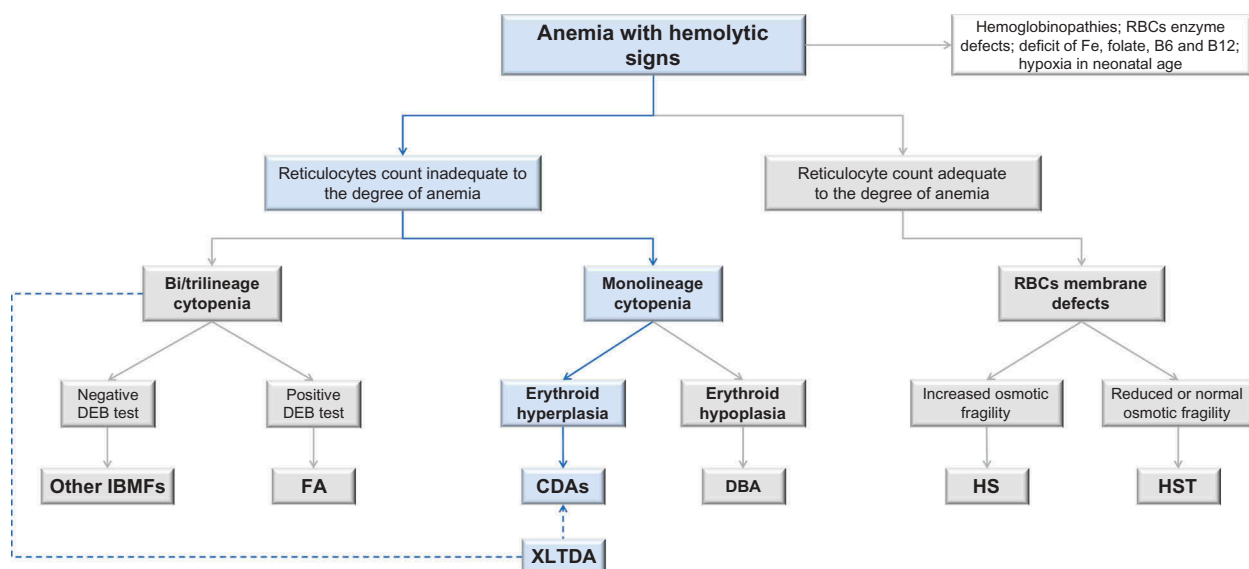 Anemia with hemolytic
signs
Hemoglobinopathies; RBCs enzyme
defects; deficit of Fe, folate, B6 and B12;
hypoxia in neonatal age
Reticulocytes count inadequate to
the degree of anemia
Reticulocyte count adequate
to the degree of anemia
Bi/trilineage
cytopenia
Monolineage
cytopenia
RBCs membrane
defects
Negative
DEB test
Positive
DEB test
Erythroid
hyperplasia
Erythroid
hypoplasia
Increased osmotic
fragility
Reduced or normal
osmotic fragility
Other IBMFs
FA
CDAs
DBA
HS
HST
XLTDA